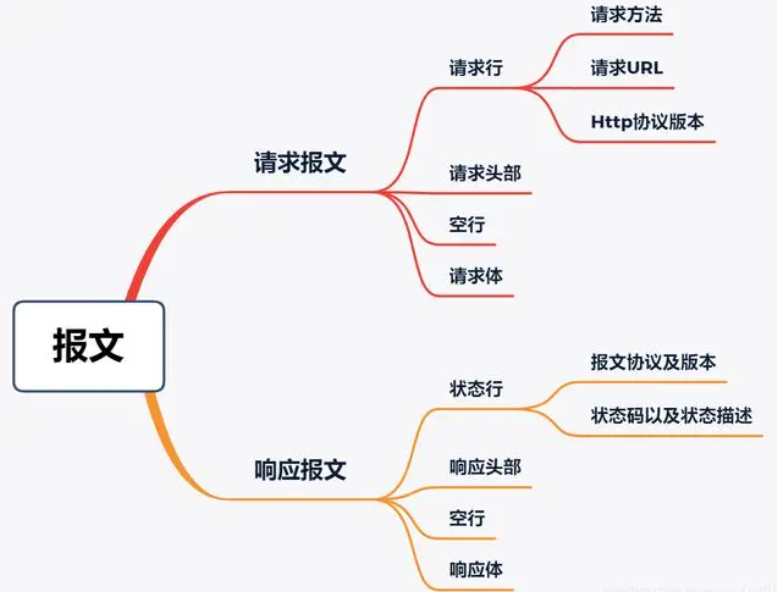 报文
请求报文
请求行
请求方法
请求URL
Http协议版本
请求头部
空行
请求体
响应报文
状态行
报文协议及版本
状态码以及状态描述
响应头部
空行
响应体